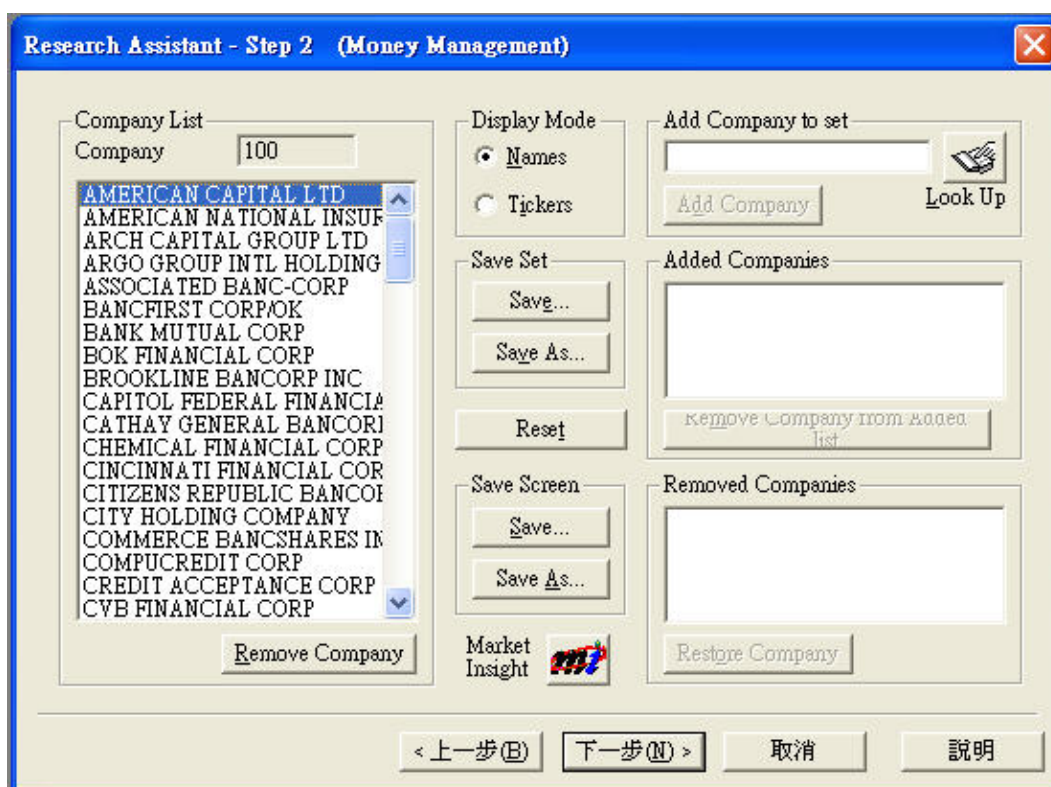 Research Assistant - Step 2 (Money Management)
Company List
Company 100
AMERICAN CAPITAL LTD
AMERICAN NATIONAL INSUR
ARCH CAPITAL GROUP LTD
ARGO GROUP INTL HOLDING
ASSOCIATED BANC-CORP
BANCFIRST CORP/OK
BANK MUTUAL CORP
BOK FINANCIAL CORP
BROOKLINE BANCORP INC
CAPITOL FEDERAL FINANCIA
CATHAY GENERAL BANCORI
CHEMICAL FINANCIAL CORP
CINCINNATI FINANCIAL COR
CITIZENS REPUBLIC BANCOI
CITY HOLDING COMPANY
COMMERCE BANCSHARES IN
COMPUCREDIT CORP
CREDIT ACCEPTANCE CORP
CVB FINANCIAL CORP
Remove Company
Display Mode
Names
Tickers
Save Set
Save...
Save As...
Reset
Save Screen
Save...
Save As...
Market
Insight
mi
Add Company to set
Add Company
Look Up
Added Companies
Remove Company from Added
list
Removed Companies
Restore Company
<上一步(B)
下一步(N)>
取消
說明